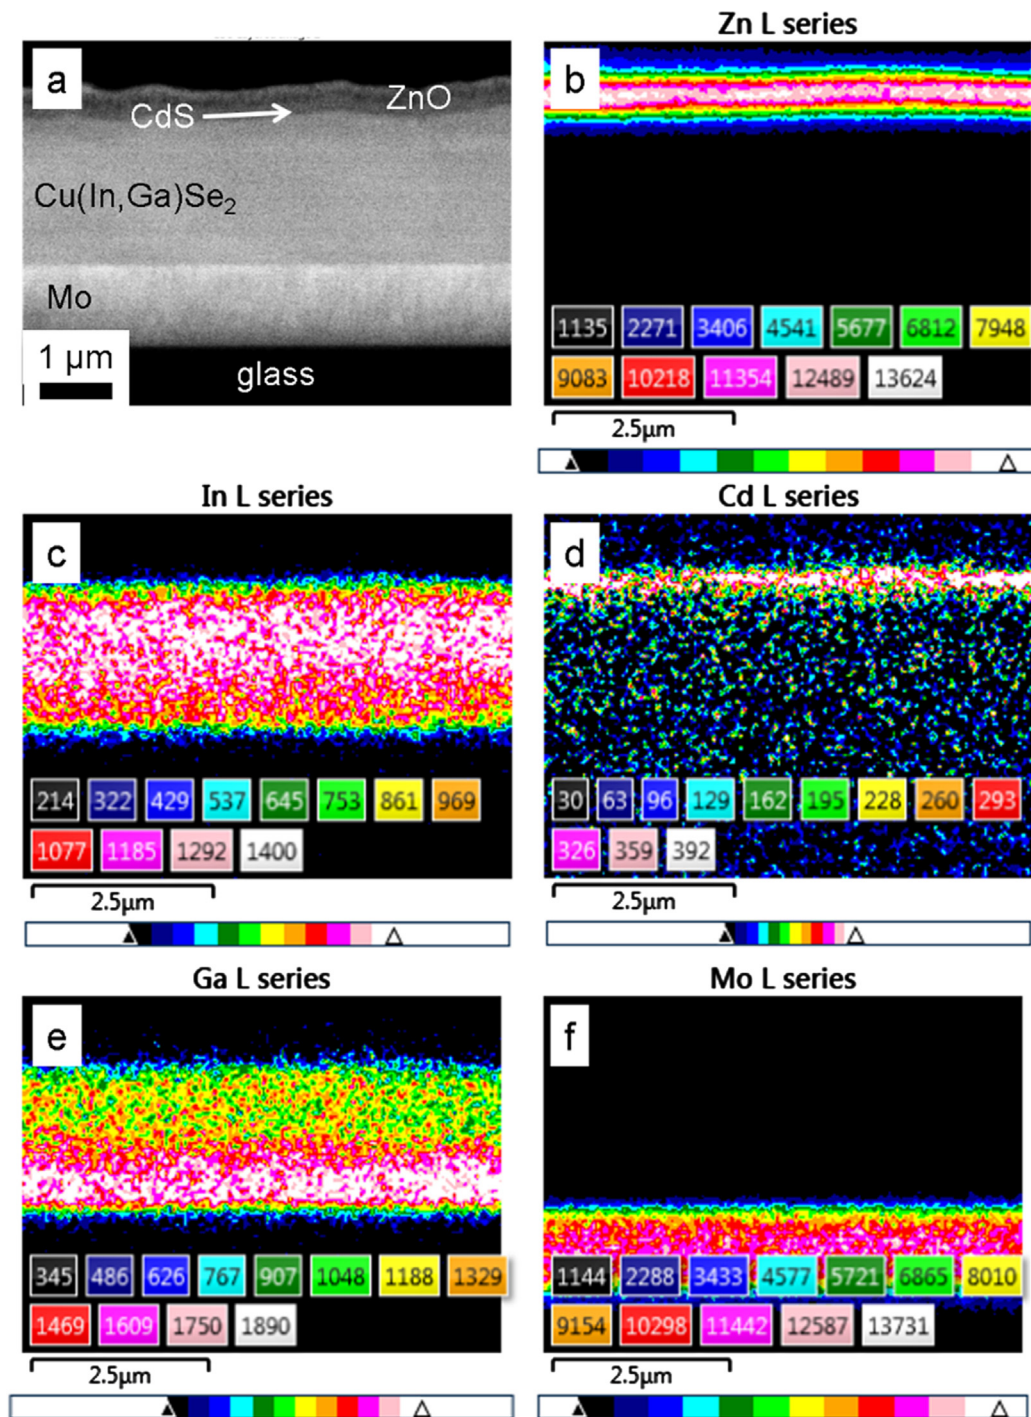 Zn L series
a
b
ZnO
CdS
Cu(In,Ga)Se2
Mo
1 μm
glass
1135 2271 3406 4541 5677 6812 7948
9083 10218 11354 12489 13624
2.5μm
In L series
Cd L series
c
d
214 322 429 537 645 753 861 969
1077 1185 1292 1400
2.5μm
30 63 96 129 162 195 228 260 293
326 359 392
2.5μm
Ga L series
Mo L series
e
f
345 486 626 767 907 1048 1188 1329
1469 1609 1750 1890
2.5μm
1144 2288 3433 4577 5721 6865 8010
9154 10298 11442 12587 13731
2.5μm